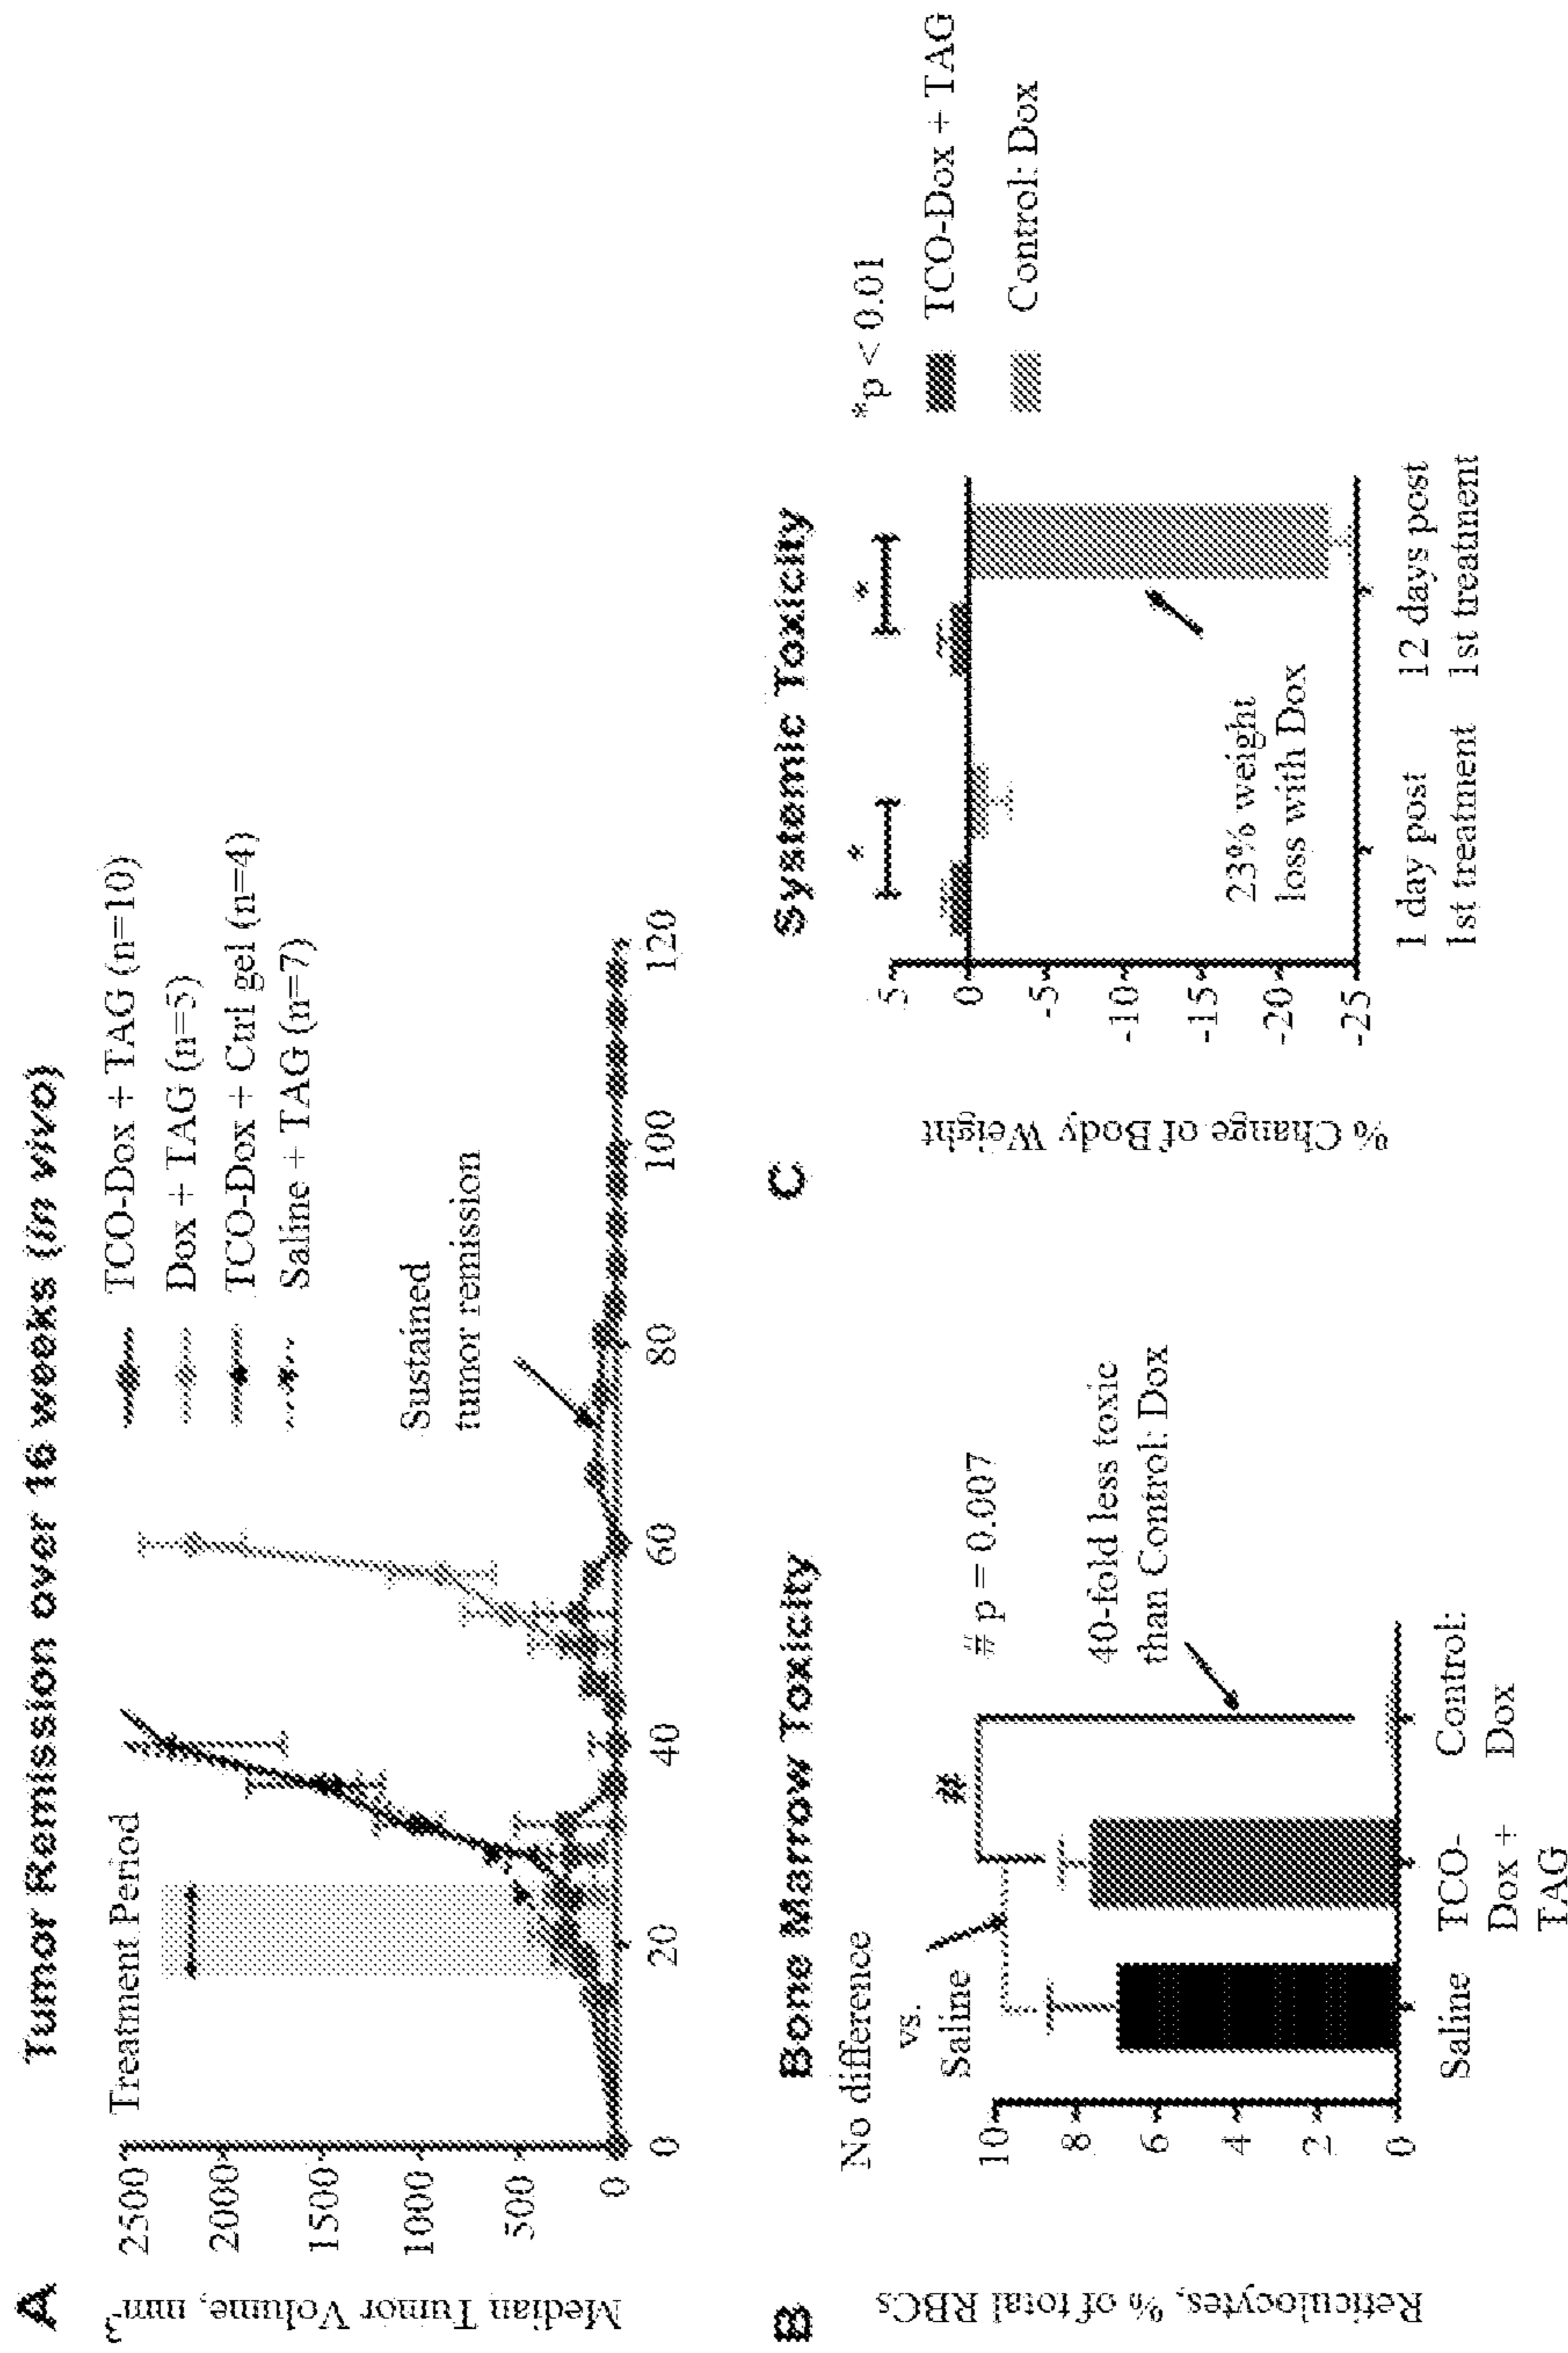 A
Tumor Remission over 16 weeks (in vivo)
Median Tumor Volume, mm3
2500
2000
1500
1000
500
0
Treatment Period
TCO-Dox + TAG (n=10)
Dox + TAG (n=5)
TCO-Dox + Ctrl gel (n=4)
Saline + TAG (n=7)
Sustained
tumor remission
0
20
40
60
80
100
120
B
Bone Marrow Toxicity
Reticulocytes, % of total RBCs
No difference
vs.
Saline
#
# p = 0.007
40-fold less toxic
than Control: Dox
10
8
6
4
2
0
Saline
TCO-
Dox +
TAG
Control:
Dox
C
Systemic Toxicity
% Change of Body Weight
5
0
-5
-10
-15
-20
-25
*
*
*p < 0.01
TCO-Dox + TAG
Control: Dox
23% weight
loss with Dox
1 day post
1st treatment
12 days post
1st treatment